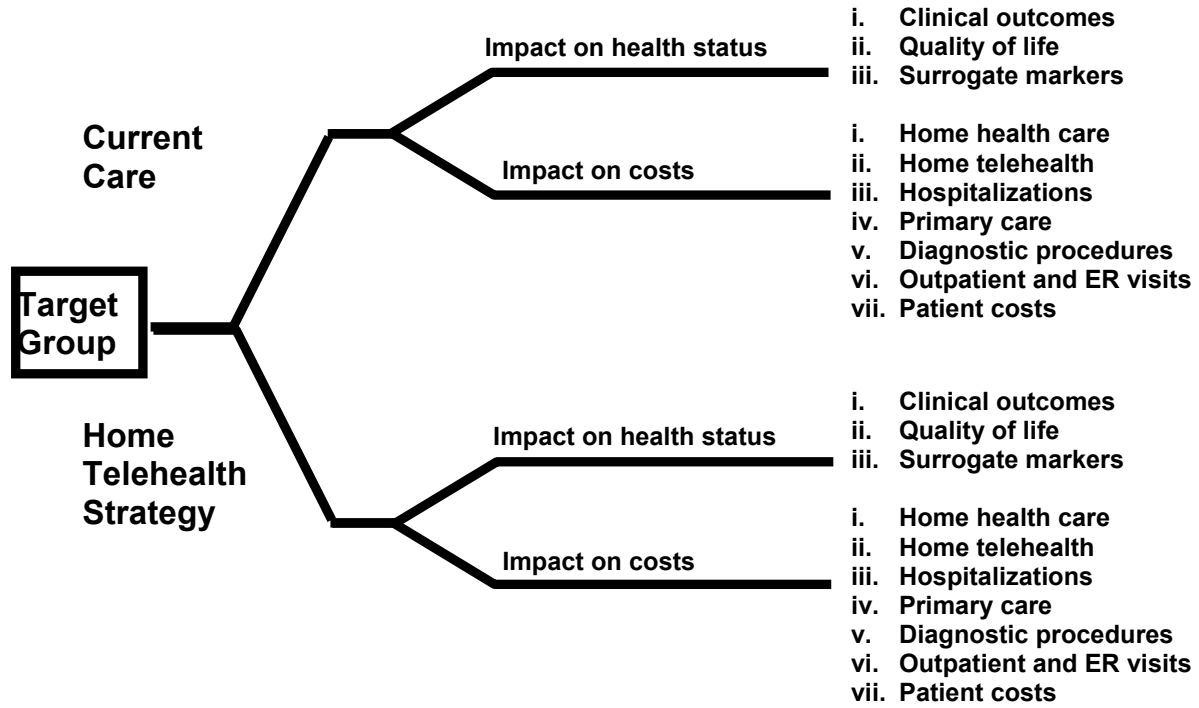 Impact on health status
i. Clinical outcomes
ii. Quality of life
iii. Surrogate markers
Current
Care
Impact on costs
i. Home health care
ii. Home telehealth
iii. Hospitalizations
iv. Primary care
v. Diagnostic procedures
vi. Outpatient and ER visits
vii. Patient costs
Target
Group
Home
Telehealth
Strategy
Impact on health status
i. Clinical outcomes
ii. Quality of life
iii. Surrogate markers
Impact on costs
i. Home health care
ii. Home telehealth
iii. Hospitalizations
iv. Primary care
v. Diagnostic procedures
vi. Outpatient and ER visits
vii. Patient costs